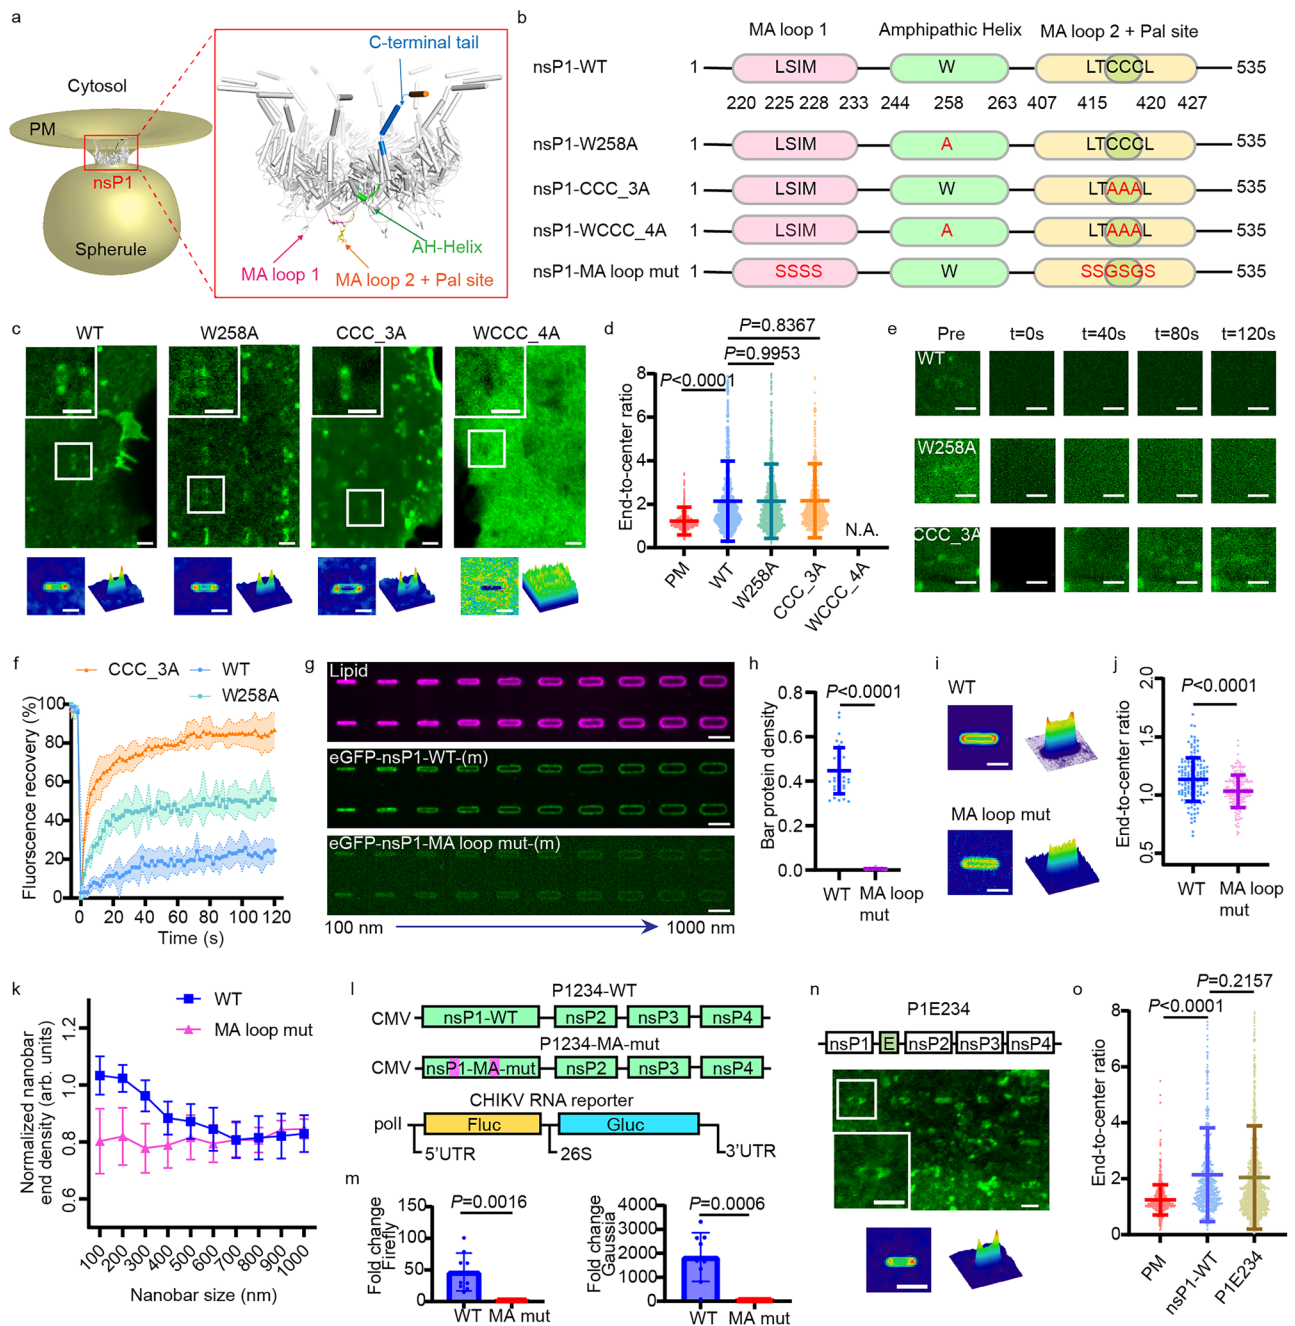 a
Cytosol
PM
nsP1
Spherule
C-terminal tail
AH-Helix
MA loop 1
MA loop 2 + Pal site
b
MA loop 1 Amphipathic Helix MA loop 2 + Pal site
nsP1-WT 1 LSIM W LTCCCL 535
220 225 228 233 244 258 263 407 415 420 427
nsP1-W258A 1 LSIM A LTCCCL 535
nsP1-CCC_3A 1 LSIM W LTAAAL 535
nsP1-WCCC_4A 1 LSIM A LTAAAL 535
nsP1-MA loop mut 1 SSSS W SSGSGS 535
c
WT W258A CCC_3A WCCC_4A
d
P=0.8367
P=0.9953
P<0.0001
End-to-center ratio
8
6
4
2
0
N.A.
PM WT W258A CCC_3A WCCC_4A
e
Pre t=0s t=40s t=80s t=120s
WT
W258A
CCC_3A
f
CCC_3A WT
W258A
Fluorescence recovery (%)
100
80
60
40
20
0
0 20 40 60 80 100 120
Time (s)
g
Lipid
eGFP-nsP1-WT-(m)
eGFP-nsP1-MA loop mut-(m)
100 nm 1000 nm
h
P<0.0001
Bar protein density
0.8
0.6
0.4
0.2
0.0
WT MA loop
mut
i
WT
MA loop mut
j
P<0.0001
End-to-center ratio
2.0
1.5
1.0
0.5
WT MA loop
mut
k
WT
MA loop mut
Normalized nanobar
end density (arb. units)
1.2
1.0
0.8
0.6
100 200 300 400 500 600 700 800 900 1000
Nanobar size (nm)
l
P1234-WT
CMV nsP1-WT nsP2 nsP3 nsP4
P1234-MA-mut
CMV nsP1-MA-mut nsP2 nsP3 nsP4
CHIKV RNA reporter
polI Fluc Gluc
5'UTR 26S 3'UTR
m
P=0.0016
Fold change
Firefly
150
100
50
0
WT MA mut
P=0.0006
Fold change
Gaussia
4000
3000
2000
1000
0
WT MA mut
n
P1E234
nsP1 E nsP2 nsP3 nsP4
o
P=0.2157
P<0.0001
End-to-center ratio
8
6
4
2
0
PM nsP1-WT P1E234